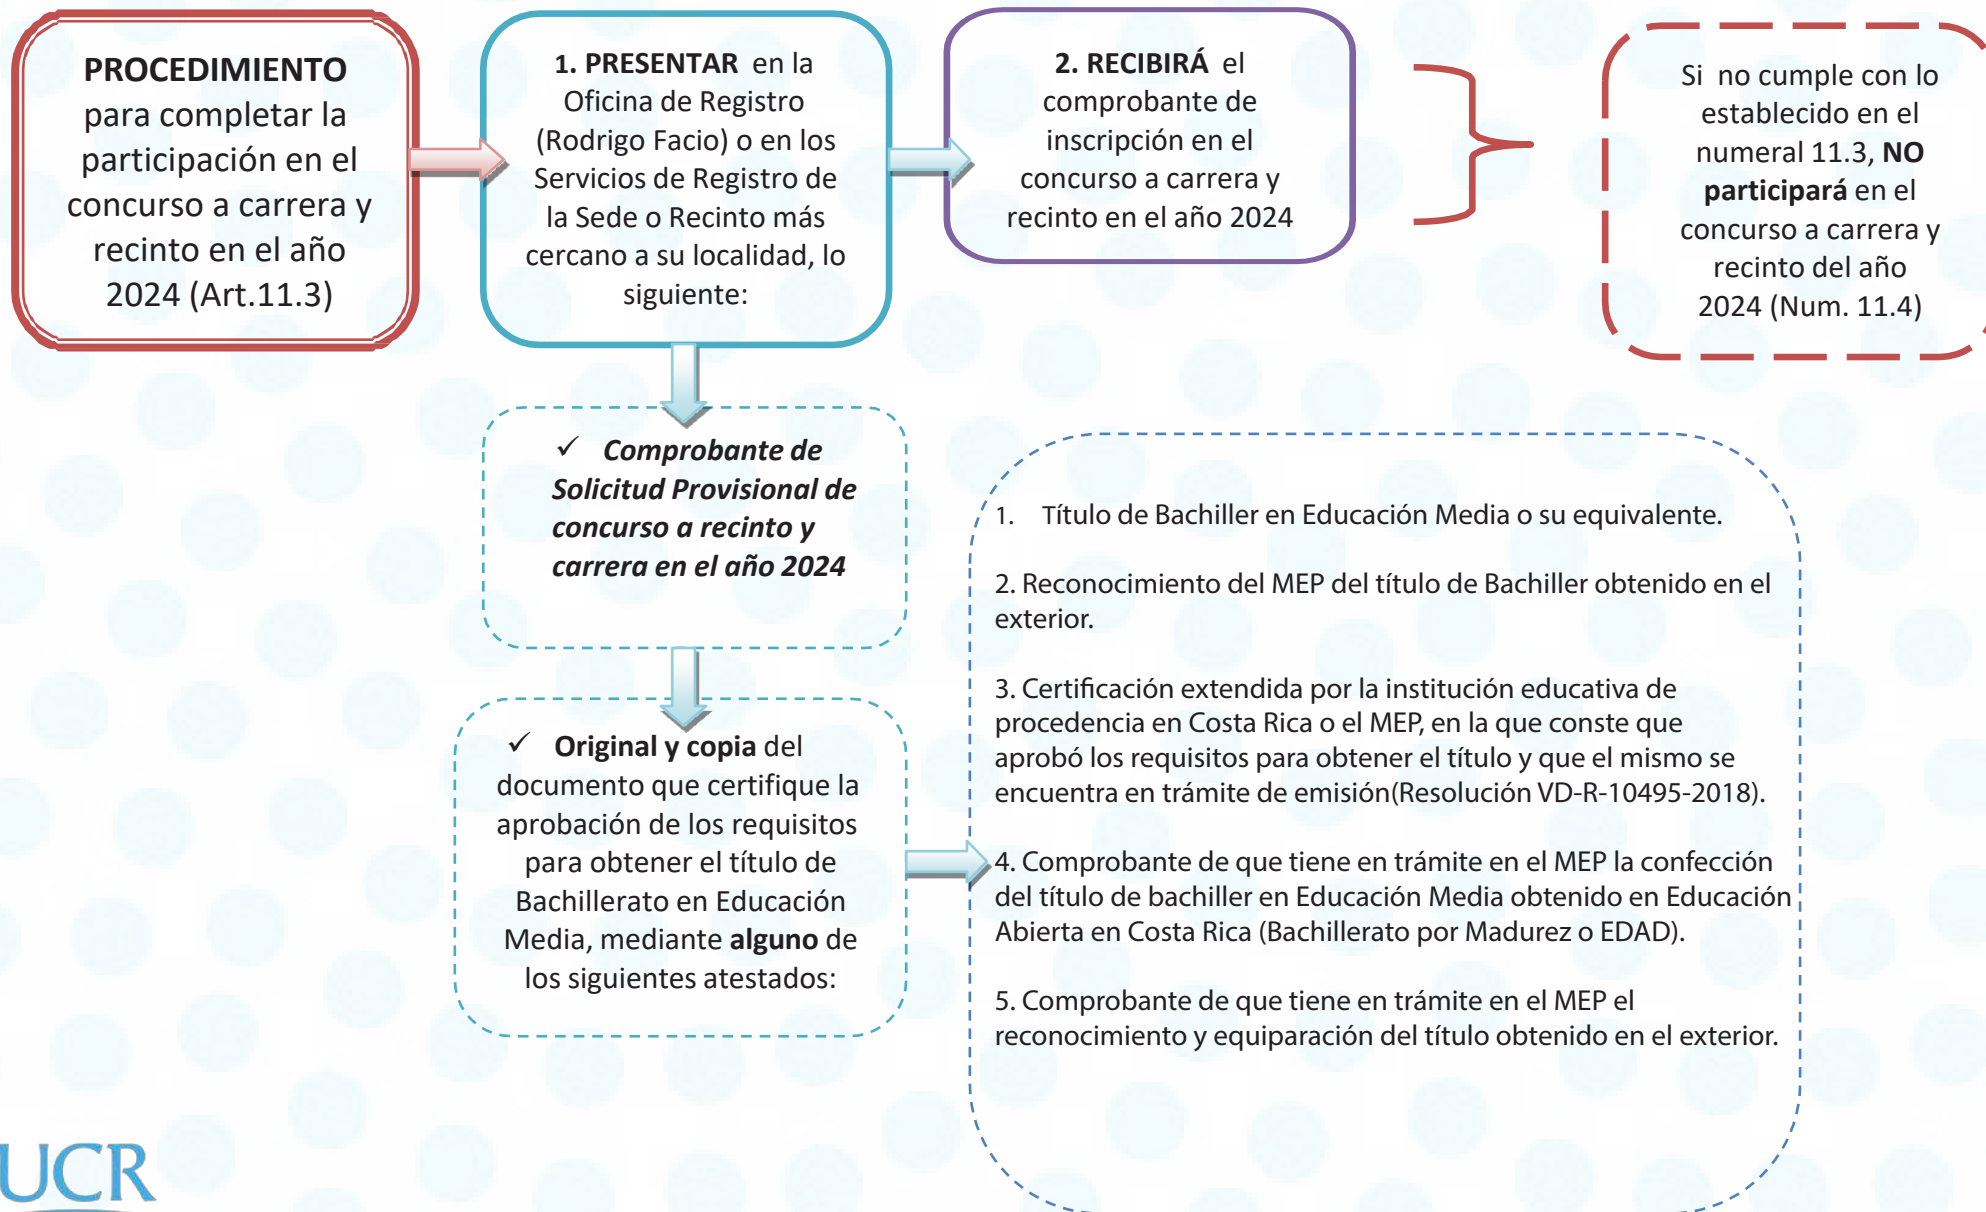 PROCEDIMIENTO
para completar la
participación en el
concurso a carrera y
recinto en el año
2024 (Art.11.3)
1. PRESENTAR en la
Oficina de Registro
(Rodrigo Facio) o en los
Servicios de Registro de
la Sede o Recinto más
cercano a su localidad, lo
siguiente:
2. RECIBIRÁ el
comprobante de
inscripción en el
concurso a carrera y
recinto en el año 2024
Si no cumple con lo
establecido en el
numeral 11.3, NO
participará en el
concurso a carrera y
recinto del año
2024 (Num. 11.4)
✓ Comprobante de
Solicitud Provisional de
concurso a recinto y
carrera en el año 2024
✓ Original y copia del
documento que certifique la
aprobación de los requisitos
para obtener el título de
Bachillerato en Educación
Media, mediante alguno de
los siguientes atestados:
1. Título de Bachiller en Educación Media o su equivalente.
2. Reconocimiento del MEP del título de Bachiller obtenido en el
exterior.
3. Certificación extendida por la institución educativa de
procedencia en Costa Rica o el MEP, en la que conste que
aprobó los requisitos para obtener el título y que el mismo se
encuentra en trámite de emisión(Resolución VD-R-10495-2018).
4. Comprobante de que tiene en trámite en el MEP la confección
del título de bachiller en Educación Media obtenido en Educación
Abierta en Costa Rica (Bachillerato por Madurez o EDAD).
5. Comprobante de que tiene en trámite en el MEP el
reconocimiento y equiparación del título obtenido en el exterior.
UCR